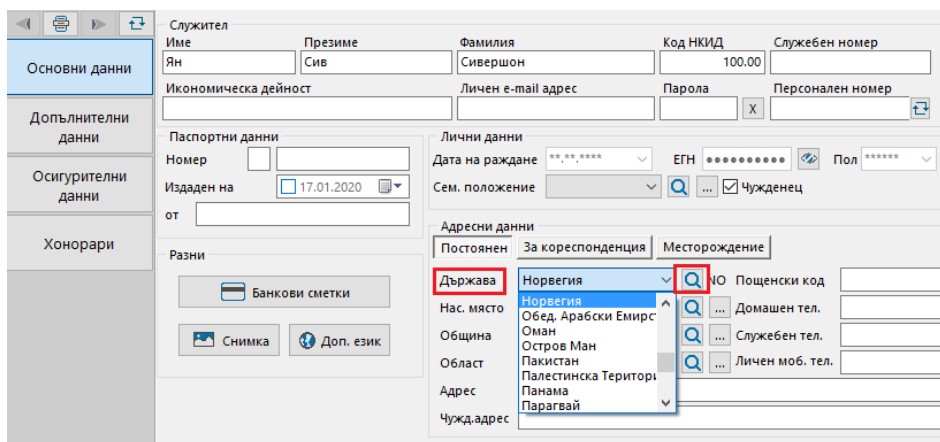 Служител
Име Презиме Фамилия Код НКИД Служебен номер
Ян Сив Сивершон 100.00
Икономическа дейност Личен e-mail адрес Парола Персонален номер
X
Основни данни
Допълнителни данни
Осигурителни данни
Хонорари
Паспортни данни
Номер
Издаден на 17.01.2020
от
Разни
Банкови сметки
Снимка Доп. език
Лични данни
Дата на раждане **.**.**** ЕГН ●●●●●●●●●● Пол ******
Сем. положение ... Чужденец
Адресни данни
Постоянен За кореспонденция Месторождение
Държава Норвегия NO Пощенски код
Нас. място ... Домашен тел.
Община ... Служебен тел.
Област ... Личен моб. тел.
Адрес
Чужд.адрес
Норвегия
Обед. Арабски Емирс
Оман
Остров Ман
Пакистан
Палестинска Територи
Панама
Парагвай